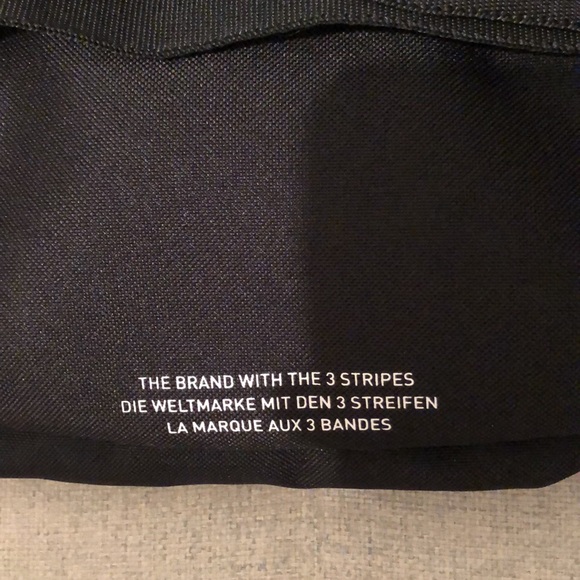 THE BRAND WITH THE 3 STRIPES
DIE WELTMARKE MIT DEN 3 STREIFEN
LA MARQUE AUX 3 BANDES